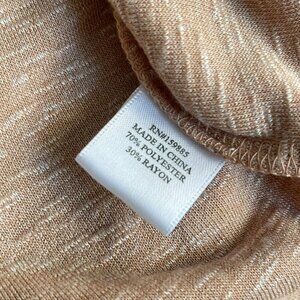 RN#159885
MADE IN CHINA
70% POLYESTER
30% RAYON